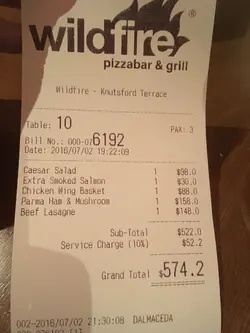 wildfire®
pizzabar & grill
Wildfire - Knutsford Terrace
Table: 10 PAX: 3
Bill No.: 000-076192
Date: 2016/07/02 19:22:09
Caesar Salad 1 $98.0
Extra Smoked Salmon 1 $30.0
Chicken Wing Basket 1 $88.0
Parma Ham & Mushroom 1 $158.0
Beef Lasagne 1 $148.0
Sub-Total $522.0
Service Charge (10%) $52.2
Grand Total $574.2
002-2016/07/02 21:30:08 DALMACEDA